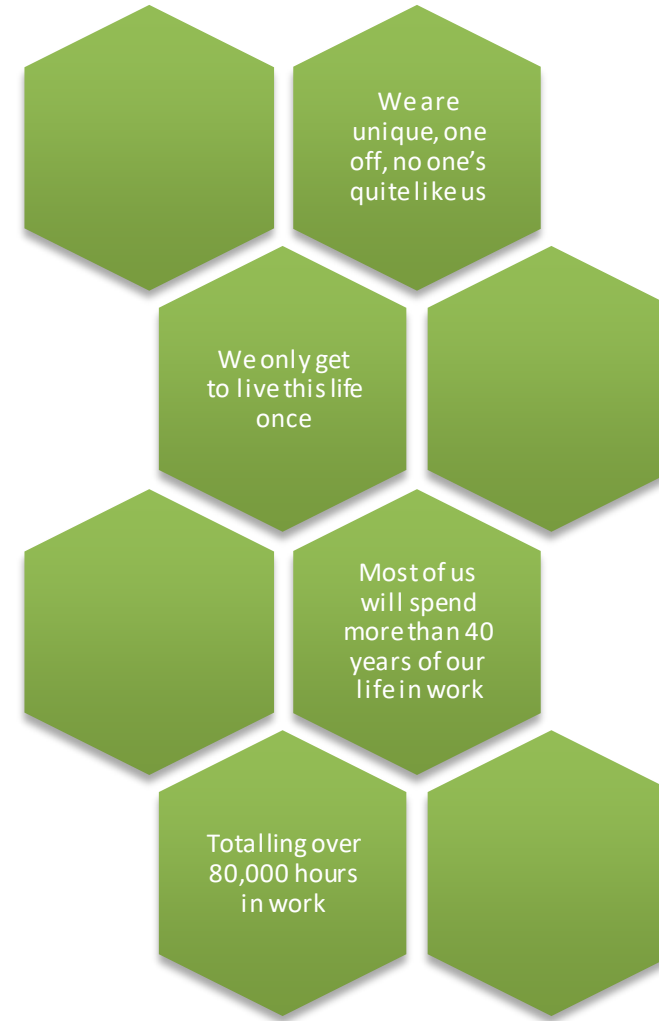 We are
unique, one
off, no one’s
quite like us
We only get
to live this life
once
Most of us
will spend
more than 40
years of our
life in work
Totalling over
80,000 hours
in work